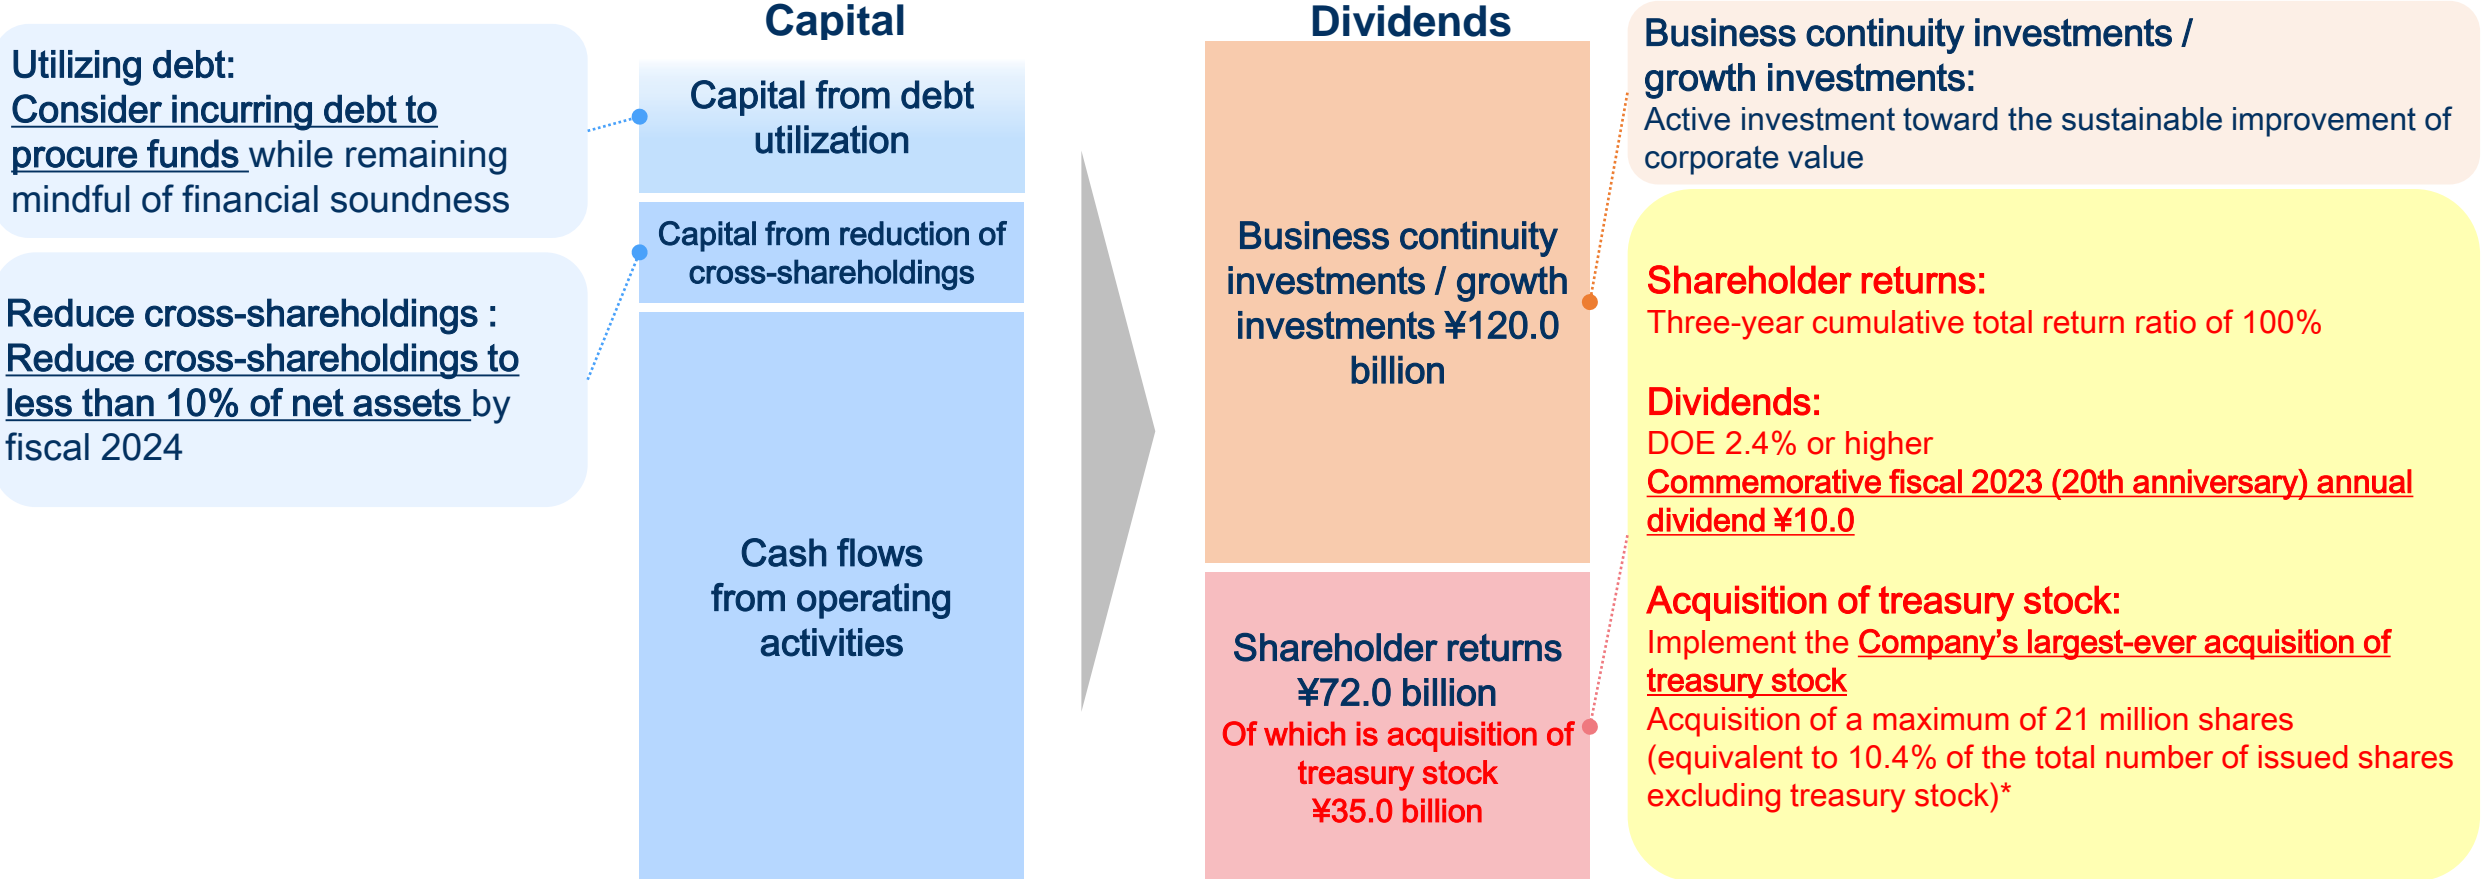 Capital
Dividends
Utilizing debt:
Consider incurring debt to
procure funds while remaining
mindful of financial soundness
Reduce cross-shareholdings :
Reduce cross-shareholdings to
less than 10% of net assets by
fiscal 2024
Capital from debt
utilization
Capital from reduction of
cross-shareholdings
Cash flows
from operating
activities
Business continuity
investments / growth
investments ¥120.0
billion
Shareholder returns
¥72.0 billion
Of which is acquisition of
treasury stock
¥35.0 billion
Business continuity investments /
growth investments:
Active investment toward the sustainable improvement of
corporate value
Shareholder returns:
Three-year cumulative total return ratio of 100%
Dividends:
DOE 2.4% or higher
Commemorative fiscal 2023 (20th anniversary) annual
dividend ¥10.0
Acquisition of treasury stock:
Implement the Company’s largest-ever acquisition of
treasury stock
Acquisition of a maximum of 21 million shares
(equivalent to 10.4% of the total number of issued shares
excluding treasury stock)*